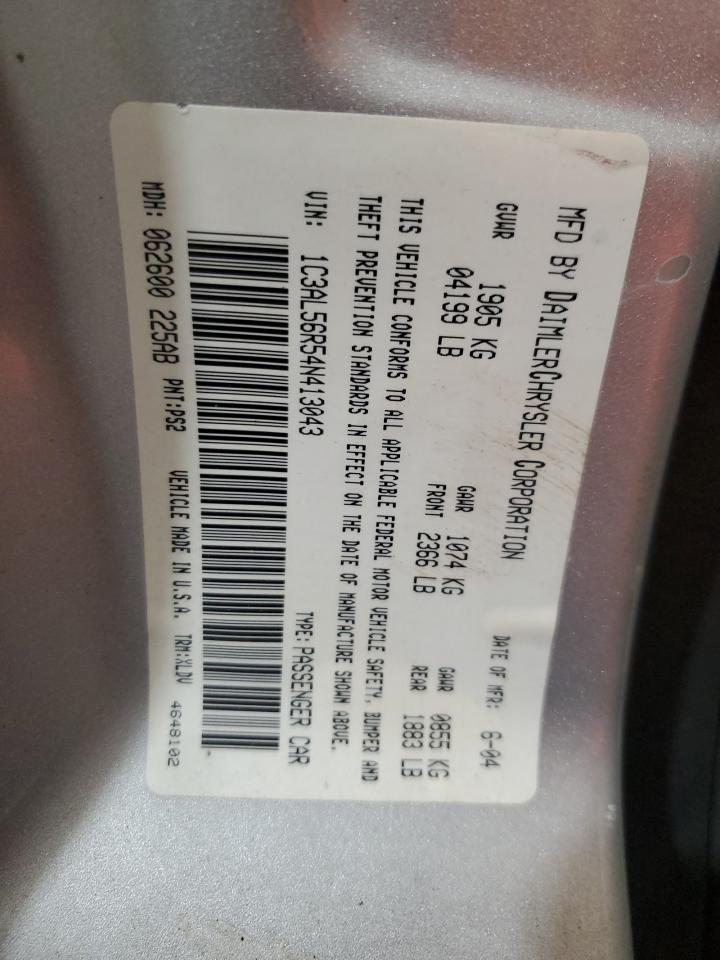 MFD BY DAIMLERCHRYSLER CORPORATION
DATE OF MFR: 6-04
GVWR 1905 KG
04199 LB
GAWR FRONT 1074 KG
2366 LB
GAWR REAR 0855 KG
1883 LB
THIS VEHICLE CONFORMS TO ALL APPLICABLE FEDERAL MOTOR VEHICLE SAFETY, BUMPER AND
THEFT PREVENTION STANDARDS IN EFFECT ON THE DATE OF MANUFACTURE SHOWN ABOVE.
VIN: 1C3AL56R54N413043 TYPE: PASSENGER CAR
MDH: 062600 225AB PNT:PS2 VEHICLE MADE IN U.S.A. TRM:XLDV 4648102